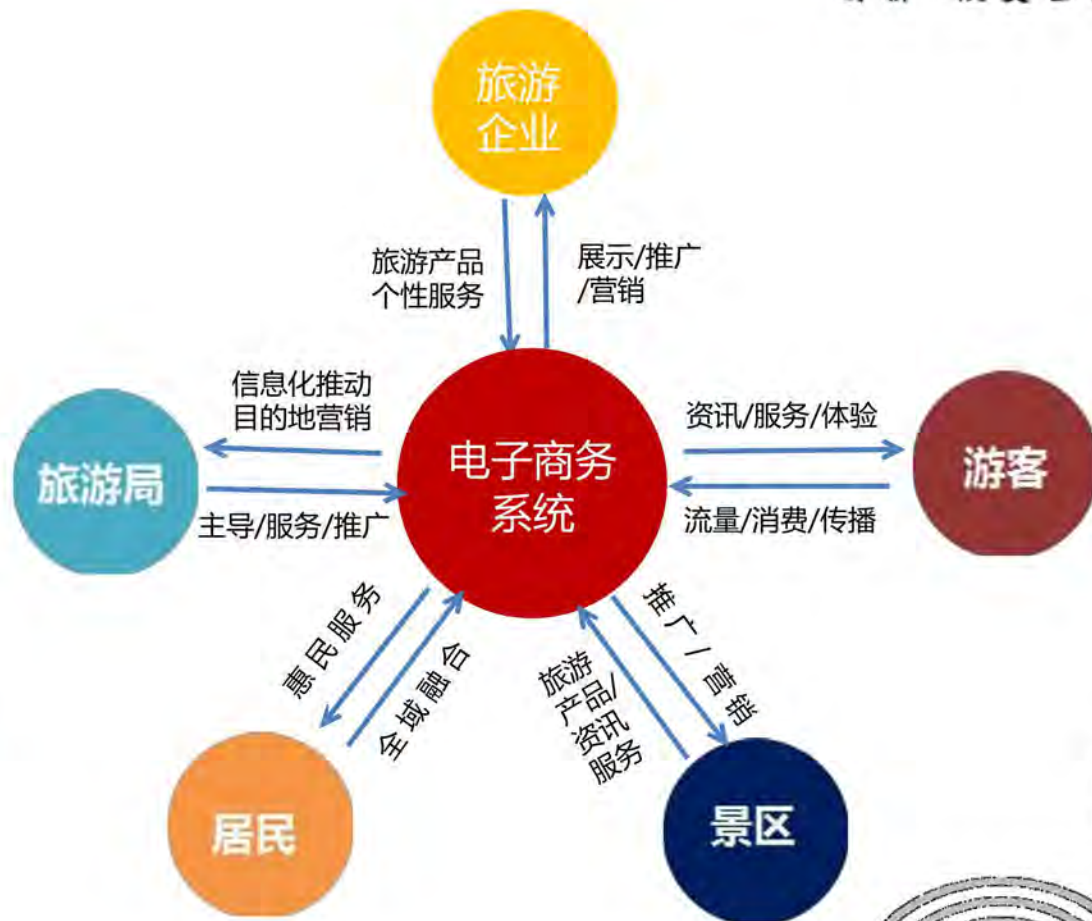 旅游
企业
旅游产品
个性服务
展示/推广
/营销
信息化推动
目的地营销
资讯/服务/体验
旅游局
电子商务
系统
游客
主导/服务/推广
流量/消费/传播
惠民服务
全域融合
旅游
产品/
资讯
服务
推广/营销
居民
景区